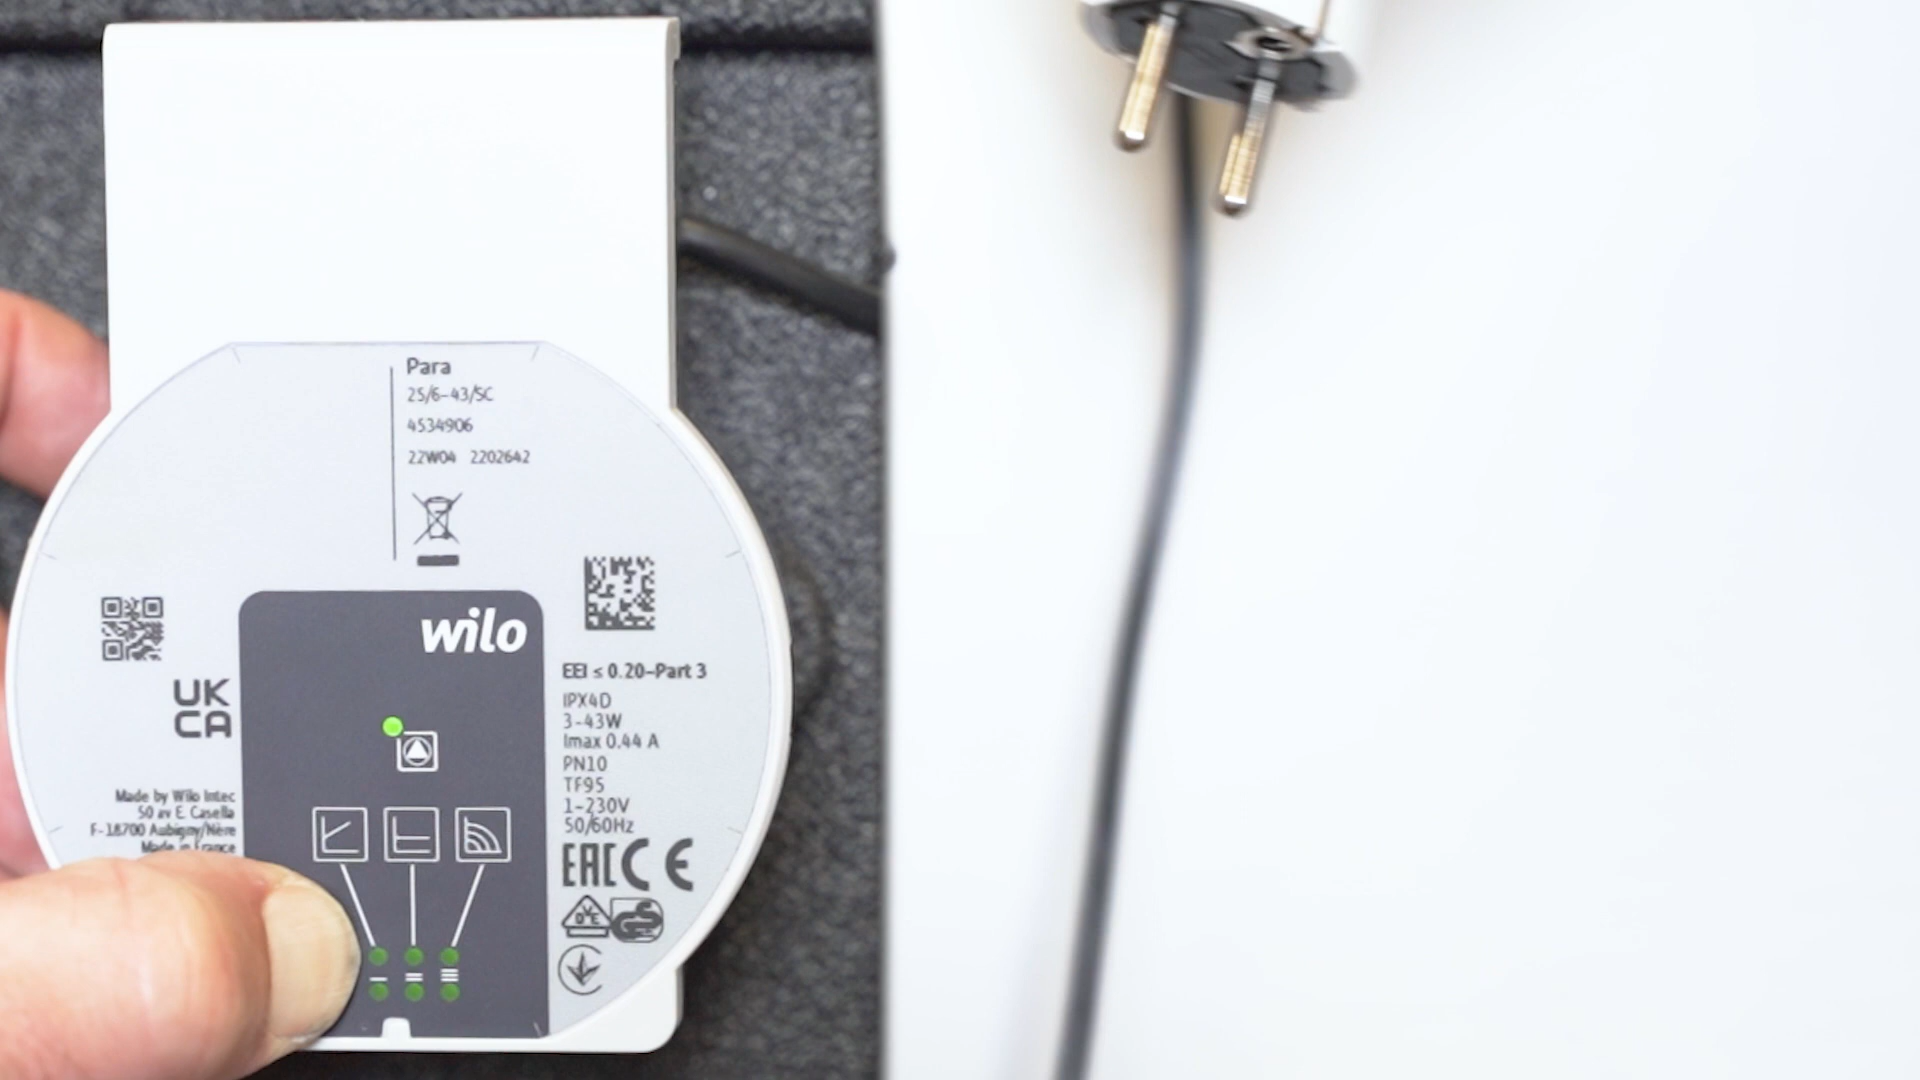 Para
25/6-43/SC
4534906
22W04 2202642
wilo
UK
CA
EEI ≤ 0.20-Part 3
IPX4D
3-43W
Imax 0.44 A
PN10
TF95
1~230V
50/60Hz
Made by Wilo Intec
50 av E. Casella
F-18700 Aubigny/Nère
Made in France
EAC CE
DVE
GS